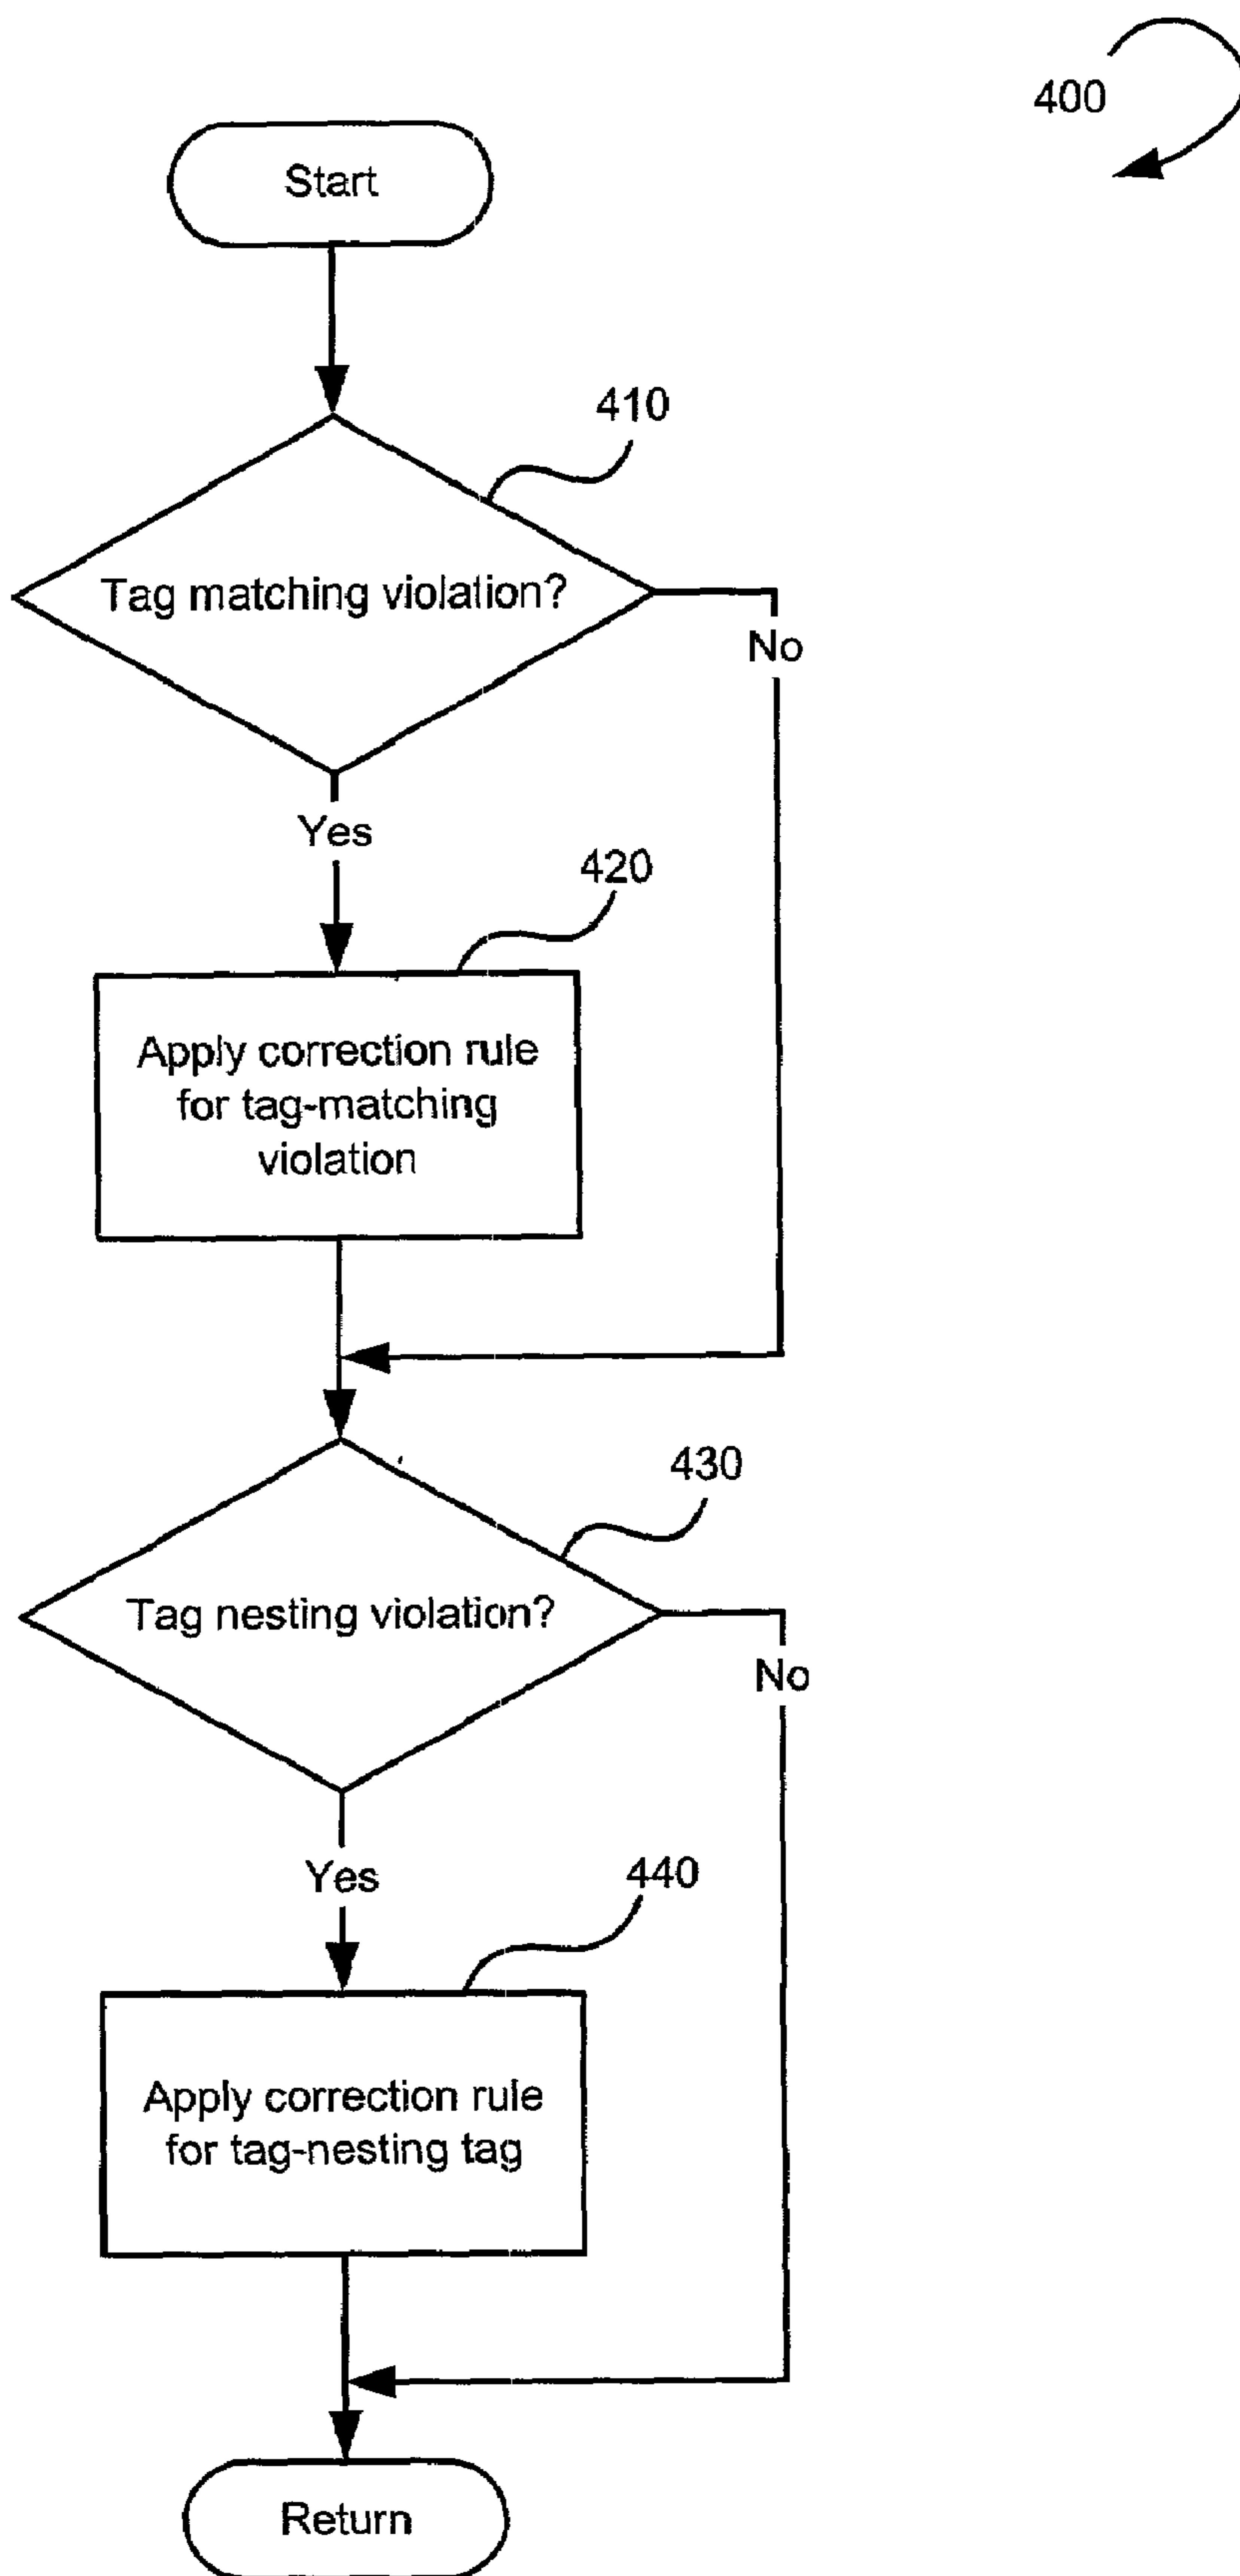 400
Start
410
Tag matching violation?
No
Yes
420
Apply correction rule
for tag-matching
violation
430
Tag nesting violation?
No
Yes
440
Apply correction rule
for tag-nesting tag
Return